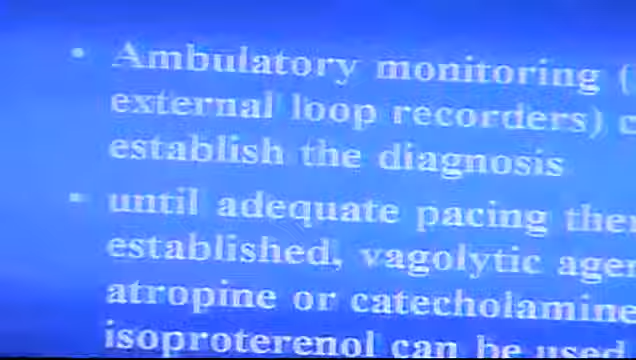 • Ambulatory monitoring (
external loop recorders) c
establish the diagnosis
• until adequate pacing
established, vagolytic
atropine or catecholamine
isoproterenol can be used